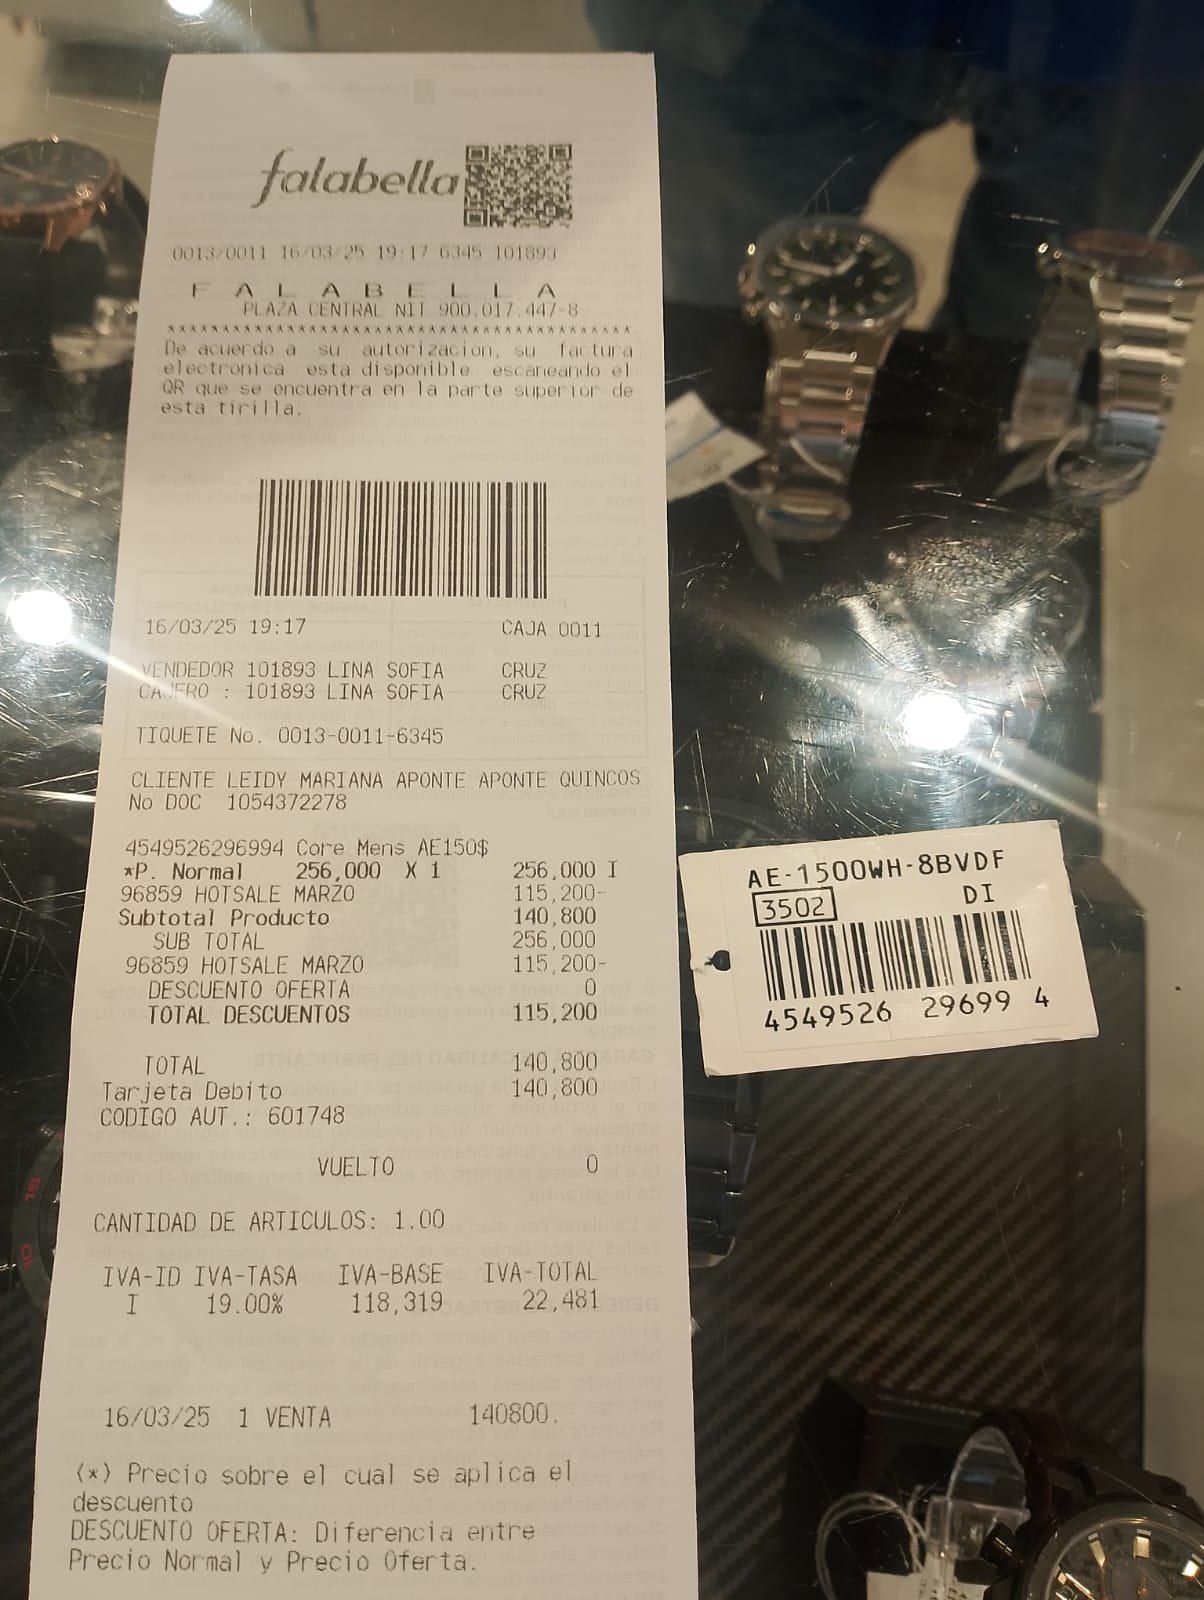 falabella
0013/0011 16/03/25 19:17 6345 101893
F A L A B E L L A
PLAZA CENTRAL NIT 900.017.447-8
De acuerdo a su autorizacion, su factura
electronica esta disponible escaneando el
QR que se encuentra en la parte superior de
esta tirilla.
16/03/25 19:17 CAJA 0011
VENDEDOR 101893 LINA SOFIA CRUZ
CAJERO : 101893 LINA SOFIA CRUZ
TIQUETE No. 0013-0011-6345
CLIENTE LEIDY MARIANA APONTE APONTE QUINCOS
No DOC 1054372278
4549526296994 Core Mens AE150$
*P. Normal 256,000 X 1 256,000 I
96859 HOTSALE MARZO 115,200-
Subtotal Producto 140,800
SUB TOTAL 256,000
96859 HOTSALE MARZO 115,200-
DESCUENTO OFERTA 0
TOTAL DESCUENTOS 115,200
TOTAL 140,800
Tarjeta Debito 140,800
CODIGO AUT.: 601748
VUELTO 0
CANTIDAD DE ARTICULOS: 1.00
IVA-ID IVA-TASA IVA-BASE IVA-TOTAL
I 19.00% 118,319 22,481
16/03/25 1 VENTA 140800.
(*) Precio sobre el cual se aplica el
descuento
DESCUENTO OFERTA: Diferencia entre
Precio Normal y Precio Oferta.
AE-1500WH-8BVDF
3502 DI
4549526 29699 4